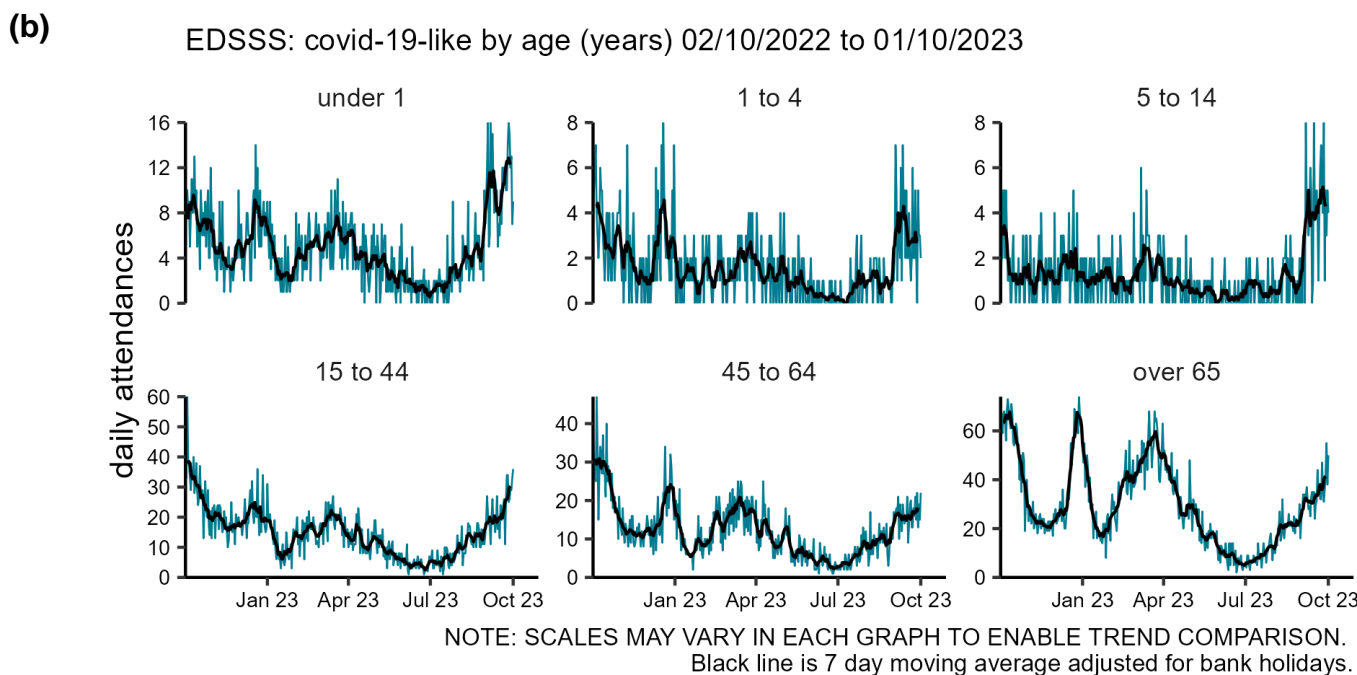 (b)
EDSSS: covid-19-like by age (years) 02/10/2022 to 01/10/2023
daily attendances
under 1
16
12
8
4
0
1 to 4
8
6
4
2
0
5 to 14
8
6
4
2
0
15 to 44
60
50
40
30
20
10
0
Jan 23 Apr 23 Jul 23 Oct 23
45 to 64
40
30
20
10
0
Jan 23 Apr 23 Jul 23 Oct 23
over 65
60
40
20
0
Jan 23 Apr 23 Jul 23 Oct 23
NOTE: SCALES MAY VARY IN EACH GRAPH TO ENABLE TREND COMPARISON.
Black line is 7 day moving average adjusted for bank holidays.